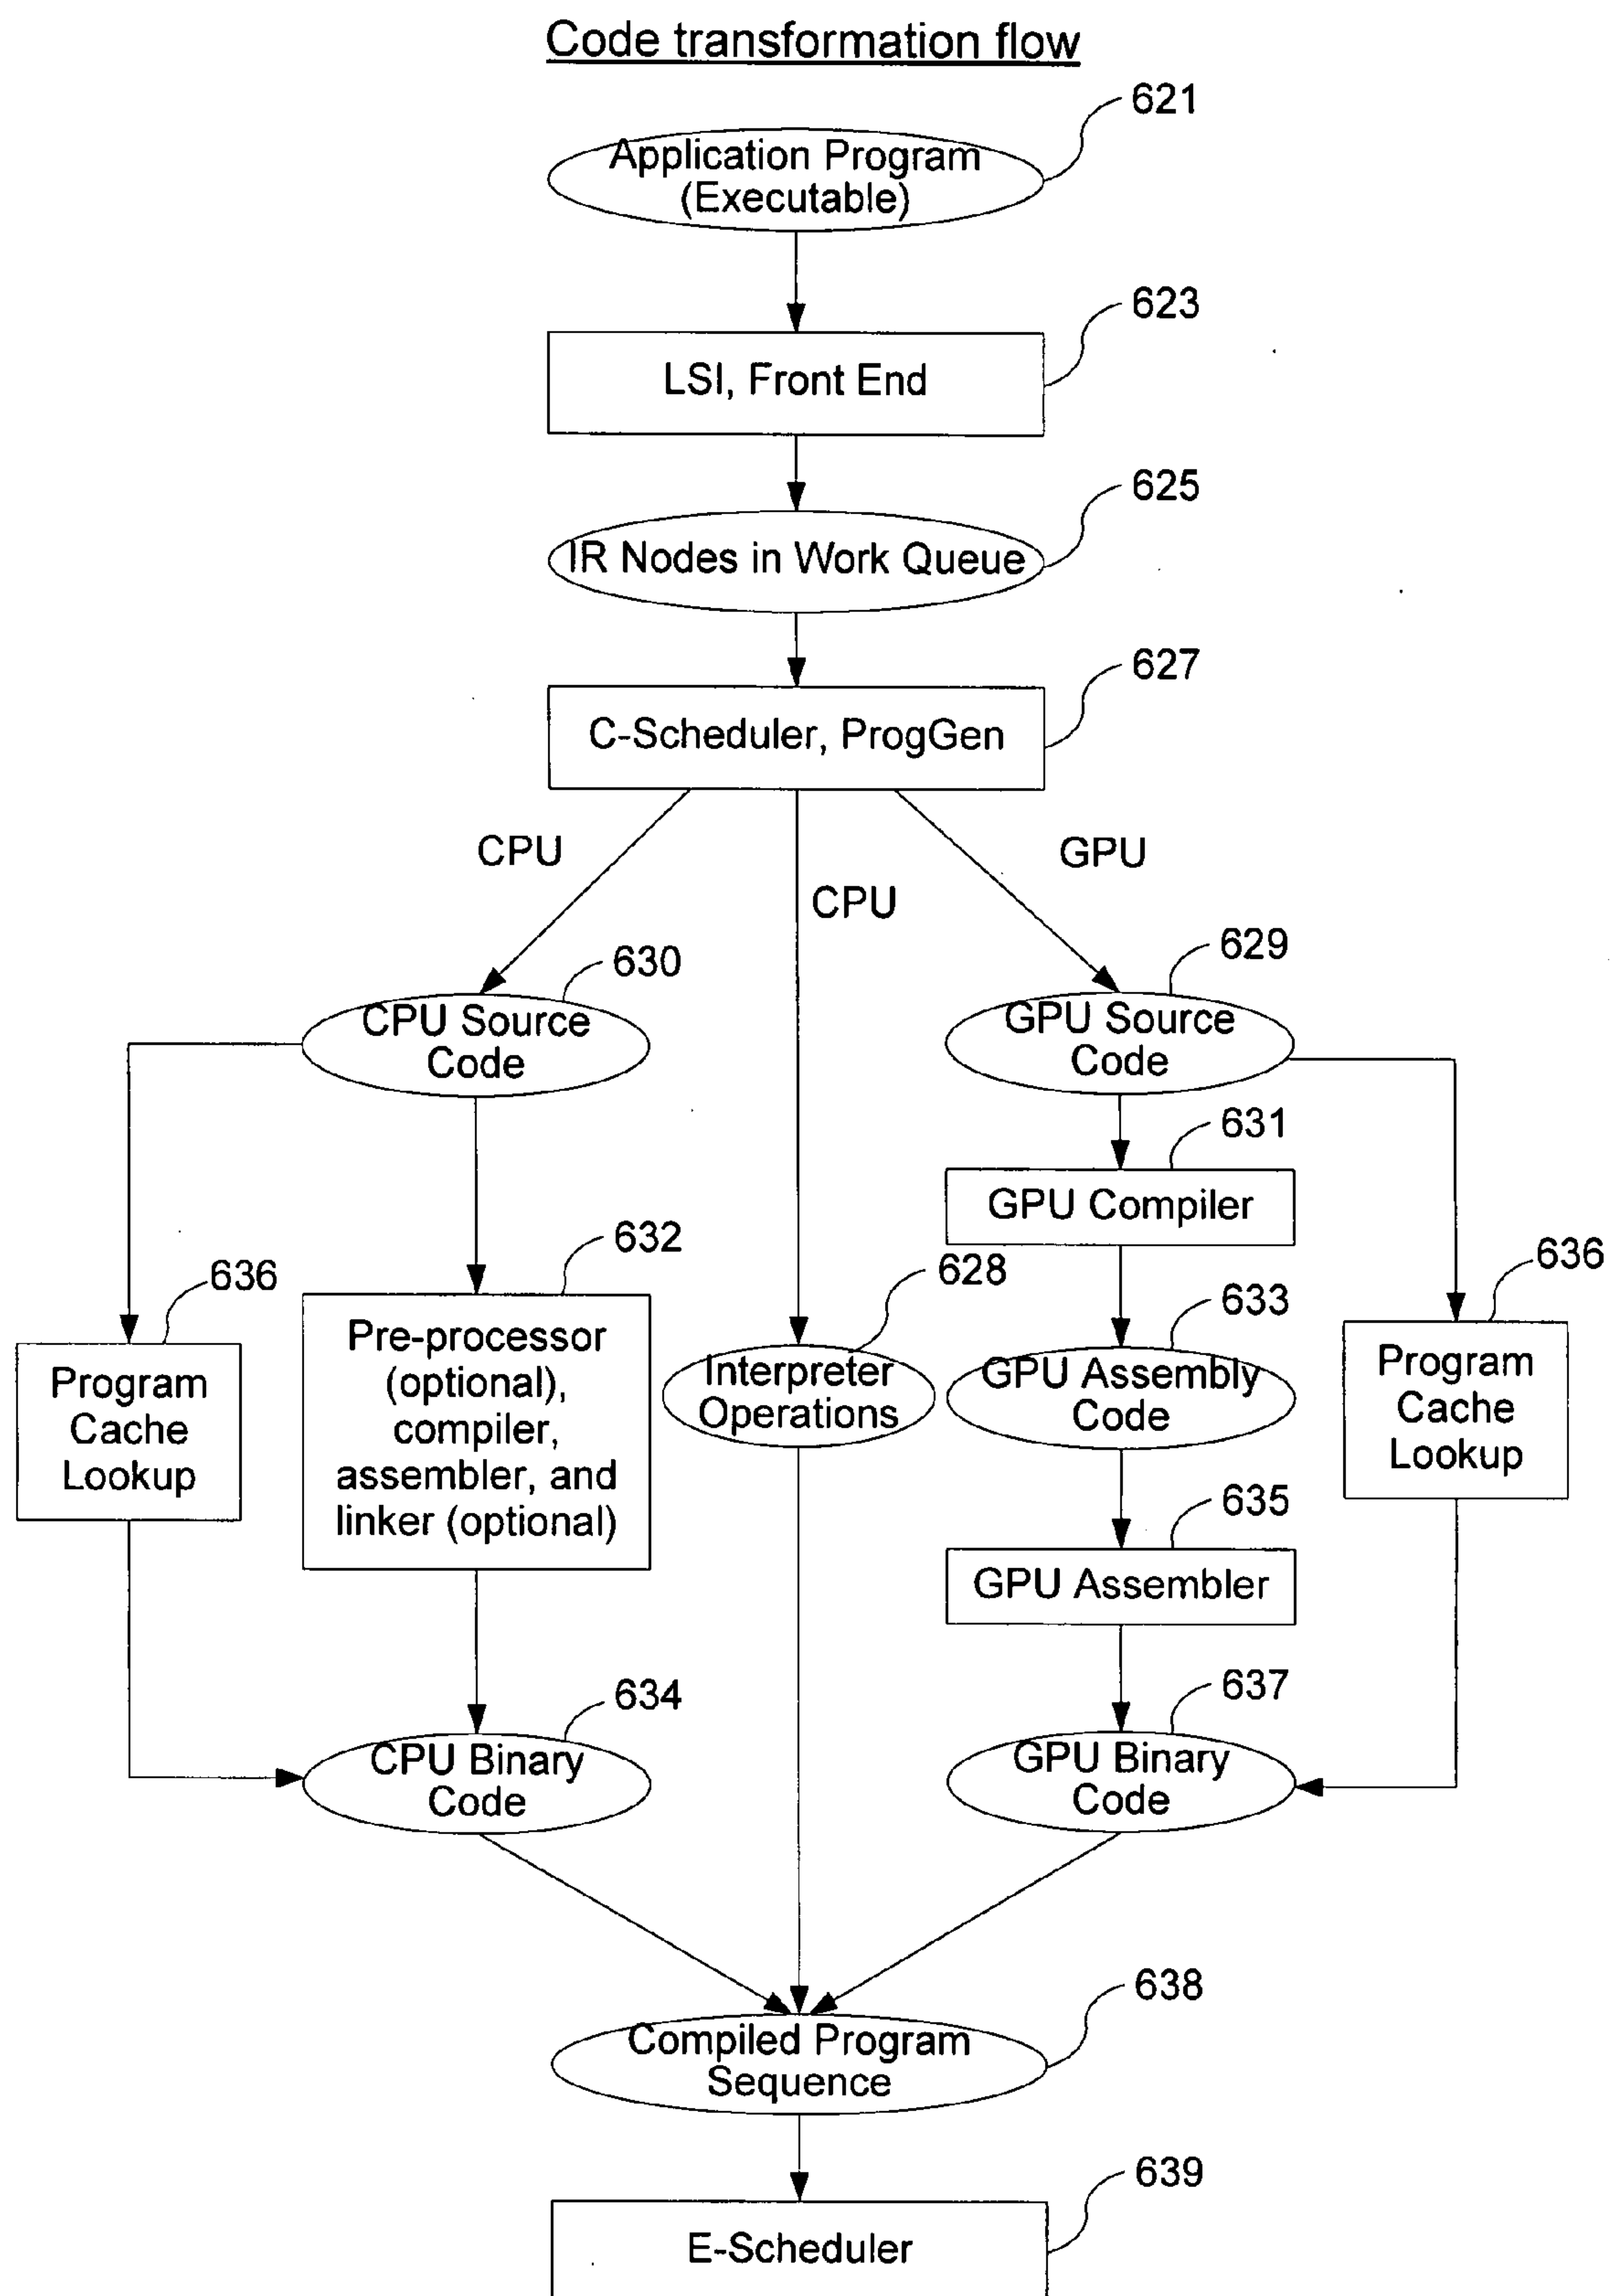 Code transformation flow
621
Application Program
(Executable)
623
LSI, Front End
625
IR Nodes in Work Queue
627
C-Scheduler, ProgGen
CPU
CPU
GPU
630
CPU Source
Code
629
GPU Source
Code
631
GPU Compiler
636
Program
Cache
Lookup
632
Pre-processor
(optional),
compiler,
assembler, and
linker (optional)
628
Interpreter
Operations
633
GPU Assembly
Code
636
Program
Cache
Lookup
635
GPU Assembler
634
CPU Binary
Code
637
GPU Binary
Code
638
Compiled Program
Sequence
639
E-Scheduler